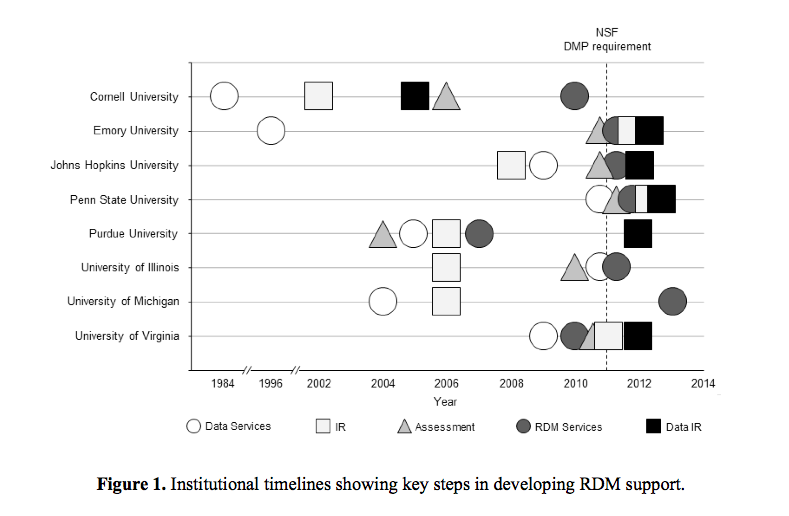 NSF
DMP requirement
Cornell University
Emory University
Johns Hopkins University
Penn State University
Purdue University
University of Illinois
University of Michigan
University of Virginia
1984 1996 2002 2004 2006 2008 2010 2012 2014
Year
Data Services IR Assessment RDM Services Data IR
Figure 1. Institutional timelines showing key steps in developing RDM support.